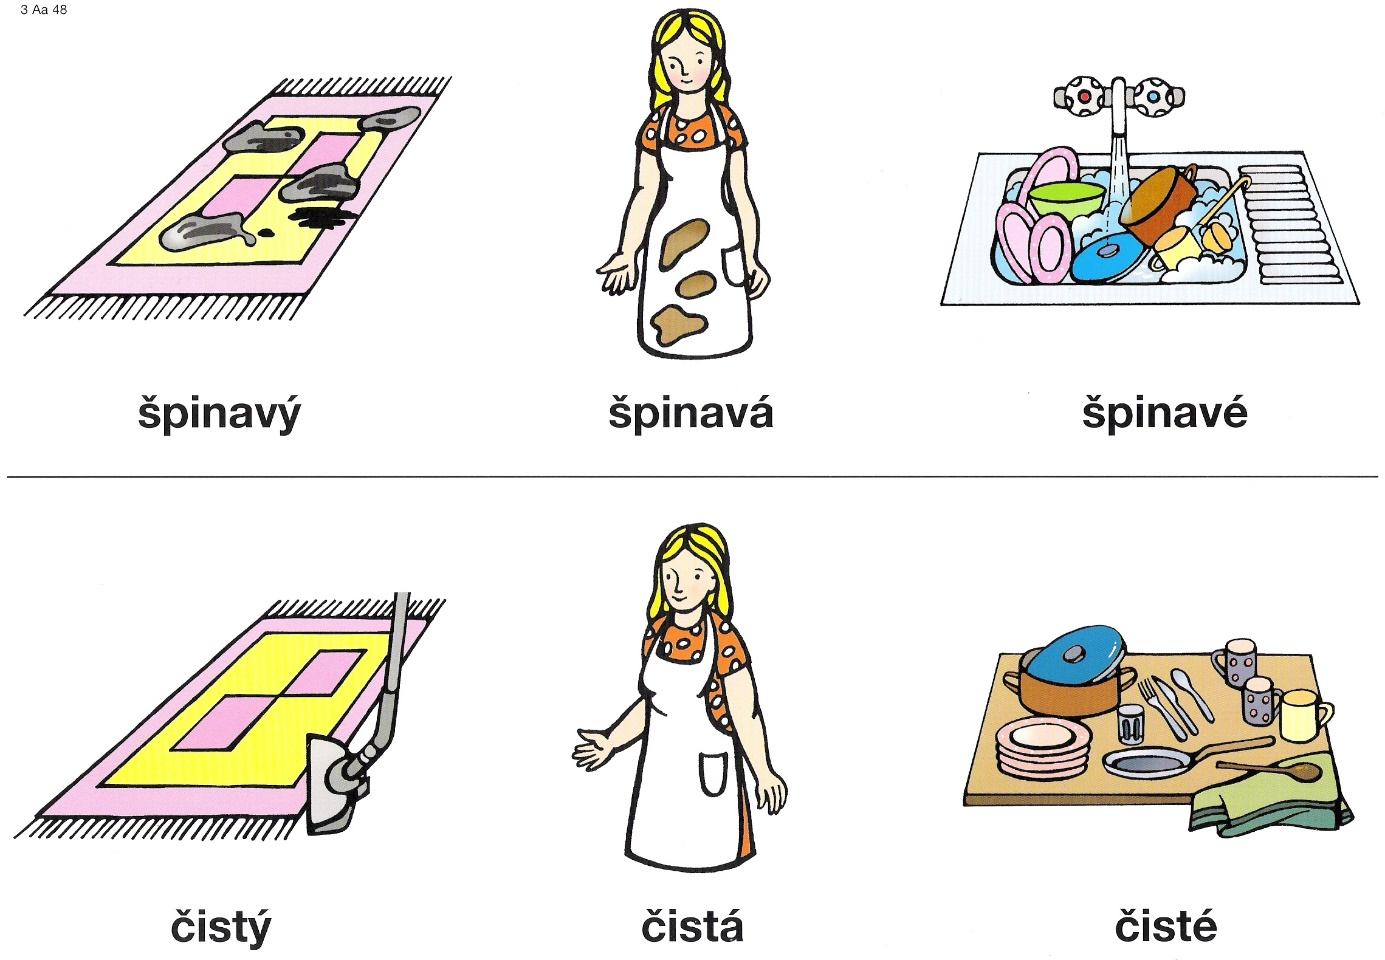 3 Aa 48
špinavý
špinavá
špinavé
čistý
čistá
čisté